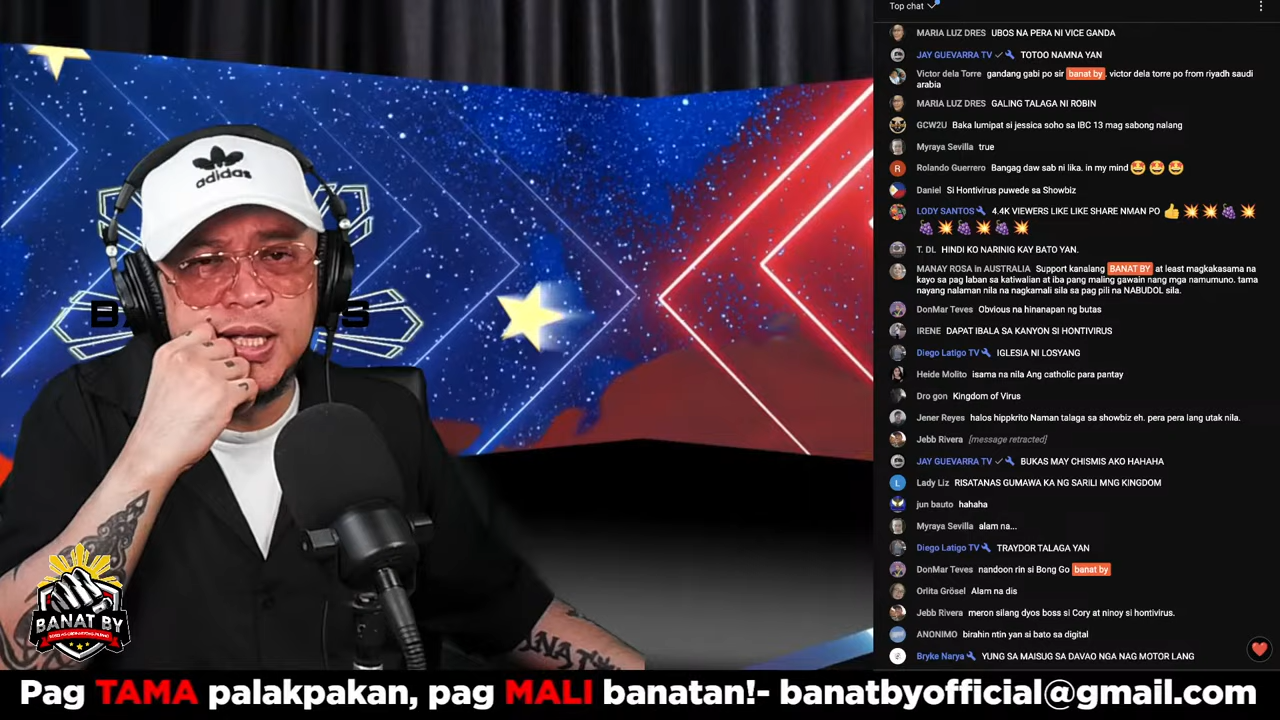 Top chat
MARIA LUZ DRES UBOS NA PERA NI VICE GANDA
JAY GUEVARRA TV TOTOO NAMNA YAN
Victor dela Torre gandang gabi po sir banat by, victor dela torre po from riyadh saudi
arabia
MARIA LUZ DRES GALING TALAGA NI ROBIN
GCW2U Baka lumipat si jessica soho sa IBC 13 mag sabong nalang
Myraya Sevilla true
R Rolando Guerrero Bangag daw sab ni lika. in my mind 🤩 🤩 🤩
Daniel Si Hontivirus puwede sa Showbiz
LODY SANTOS 4.4K VIEWERS LIKE LIKE SHARE NMAN PO 👍 💥 💥 🍇 💥
🍇 💥 🍇 💥 🍇 💥
T. DL HINDI KO NARINIG KAY BATO YAN.
MANAY ROSA in AUSTRALIA Support kanalang BANAT BY at least magkakasama na
kayo sa pag laban sa katiwalian at iba pang maling gawain nang mga namumuno. tama
nayang nalaman nila na nagkamali sila sa pag pili na NABUDOL sila.
DonMar Teves Obvious na hinanapan ng butas
IRENE DAPAT IBALA SA KANYON SI HONTIVIRUS
Diego Latigo TV IGLESIA NI LOSYANG
Heide Molito isama na nila Ang catholic para pantay
Dro gon Kingdom of Virus
Jener Reyes halos hippkrito Naman talaga sa showbiz eh. pera pera lang utak nila.
Jebb Rivera [message retracted]
JAY GUEVARRA TV BUKAS MAY CHISMIS AKO HAHAHA
L Lady Liz RISATANAS GUMAWA KA NG SARILI MNG KINGDOM
jun bauto hahaha
Myraya Sevilla alam na...
Diego Latigo TV TRAYDOR TALAGA YAN
DonMar Teves nandoon rin si Bong Go banat by
Orlita Grösel Alam na dis
Jebb Rivera meron silang dyos boss si Cory at ninoy si hontivirus.
ANONIMO birahin ntin yan si bato sa digital
Bryke Narya YUNG SA MAISUG SA DAVAO NGA NAG MOTOR LANG
adidas
BANAT BY
Pag TAMA palakpakan, pag MALI banatan!- banatbyofficial@gmail.com